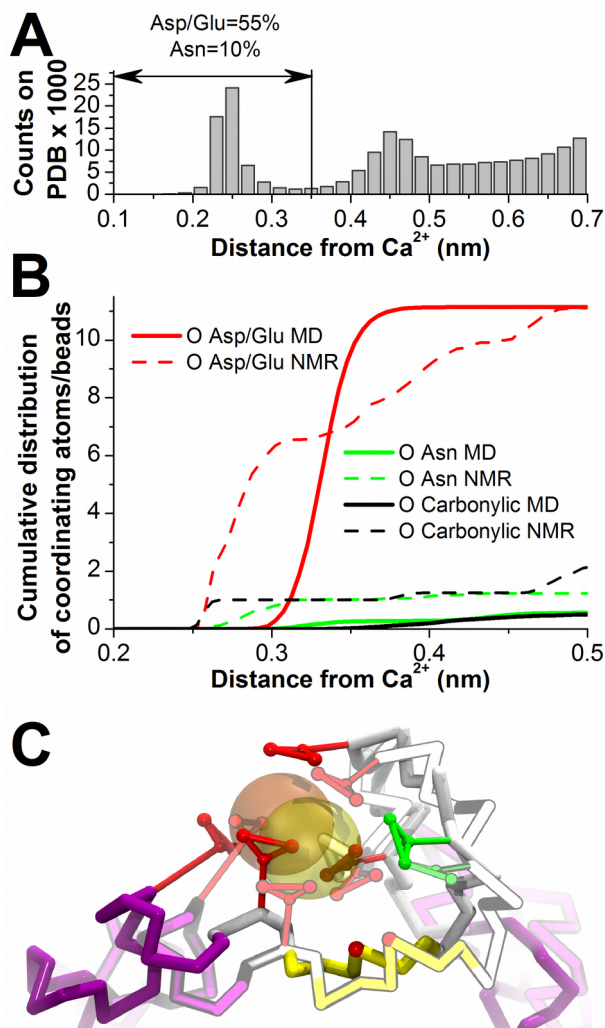 A
Asp/Glu=55%
Asn=10%
Counts on
PDB x 1000
25
20
15
10
5
0
0.1 0.2 0.3 0.4 0.5 0.6 0.7
Distance from Ca²⁺ (nm)
B
Cumulative distribution
of coordinating atoms/beads
10
8
6
4
2
0
O Asp/Glu MD
O Asp/Glu NMR
O Asn MD
O Asn NMR
O Carbonylic MD
O Carbonylic NMR
0.2 0.3 0.4 0.5
Distance from Ca²⁺ (nm)
C